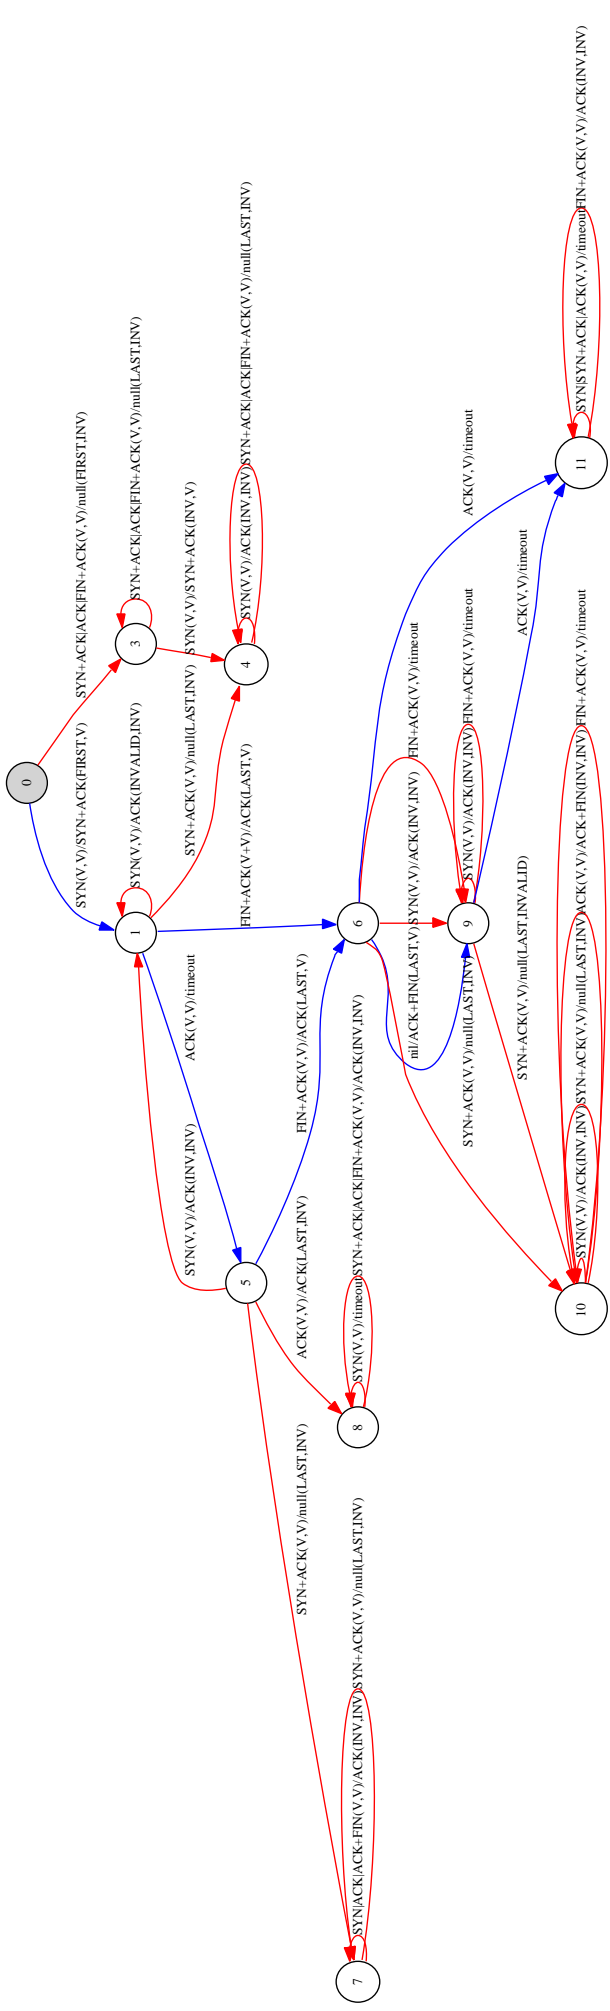 0
SYN+ACK|ACK|FIN+ACK(V,V)/null(FIRST,INV)
SYN(V,V)/SYN+ACK(FIRST,V)
3
SYN+ACK|ACK|FIN+ACK(V,V)/null(LAST,INV)
1
SYN(V,V)/ACK(INVALID,INV)
SYN(V,V)/SYN+ACK(INV,V)
SYN+ACK(V,V)/null(LAST,INV)
ACK(V,V)/timeout
SYN(V,V)/ACK(INV,INV)
4
SYN+ACK|ACK|FIN+ACK(V,V)/null(LAST,INV)
SYN(V,V)/ACK(INV,INV)
FIN+ACK(V+V)/ACK(LAST,V)
5
FIN+ACK(V,V)/ACK(LAST,V)
ACK(V,V)/ACK(LAST,INV)
SYN+ACK(V,V)/null(LAST,INV)
6
8
SYN+ACK|ACK|FIN+ACK(V,V)/ACK(INV,INV)
SYN(V,V)/timeout
7
SYN+ACK(V,V)/null(LAST,INV)
SYN|ACK|ACK+FIN(V,V)/ACK(INV,INV)
FIN+ACK(V,V)/timeout
SYN(V,V)/ACK(INV,INV)
nil/ACK+FIN(LAST,V)
ACK(V,V)/timeout
9
FIN+ACK(V,V)/timeout
SYN(V,V)/ACK(INV,INV)
SYN+ACK(V,V)/null(LAST,INV)
ACK(V,V)/timeout
SYN+ACK(V,V)/null(LAST,INVALID)
11
FIN+ACK(V,V)/ACK(INV,INV)
SYN|SYN+ACK|ACK(V,V)/timeout
10
FIN+ACK(V,V)/timeout
ACK(V,V)/ACK+FIN(INV,INV)
SYN+ACK(V,V)/null(LAST,INV)
SYN(V,V)/ACK(INV,INV)